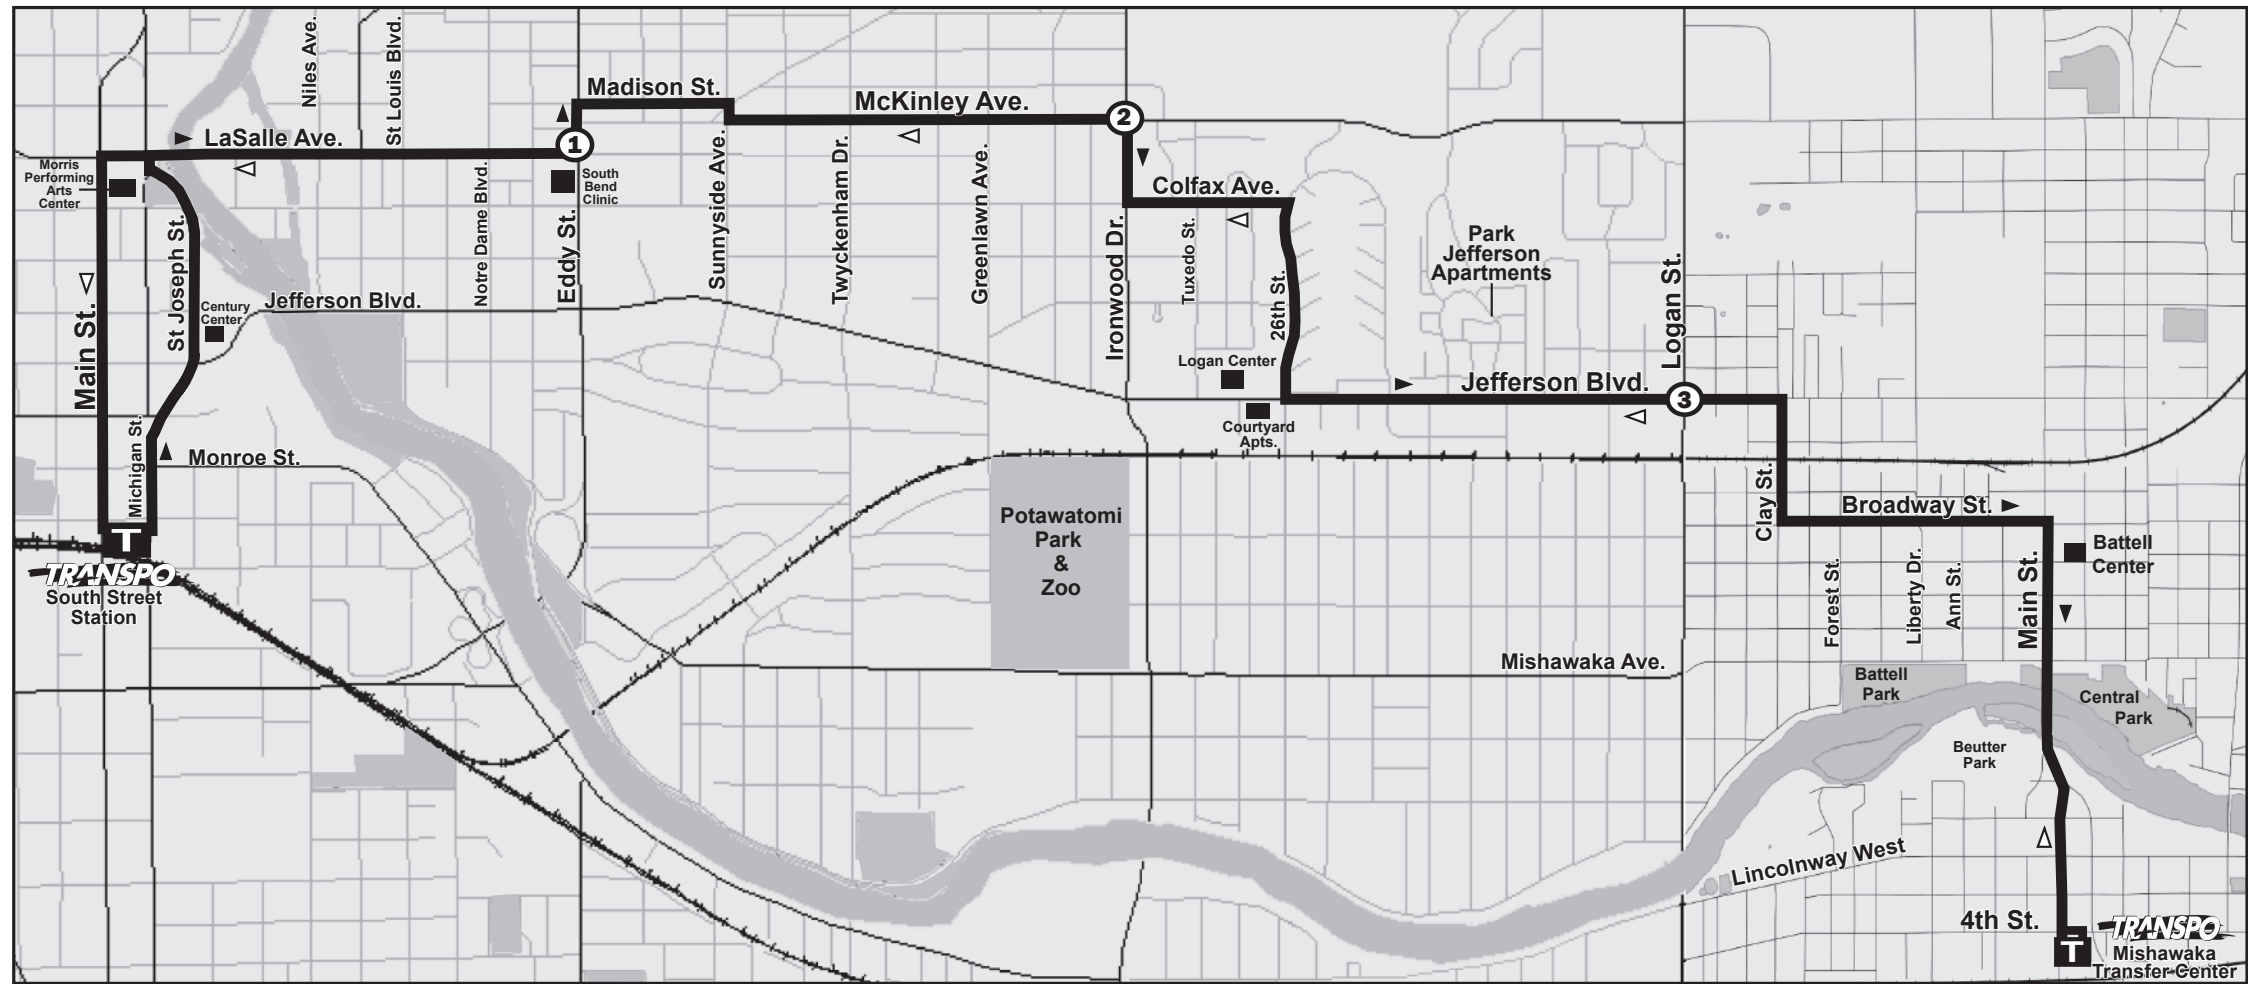 Niles Ave.
St Louis Blvd.
Madison St.
McKinley Ave.
2
LaSalle Ave.
1
Morris
Performing
Arts
Center
South
Bend
Clinic
Notre Dame Blvd.
Eddy St.
Sunnyside Ave.
Twyckenham Dr.
Greenlawn Ave.
Ironwood Dr.
Colfax Ave.
Tuxedo St.
26th St.
Park
Jefferson
Apartments
Logan St.
Main St.
St Joseph St.
Century
Center
Jefferson Blvd.
Logan Center
Jefferson Blvd.
3
Courtyard
Apts.
Michigan St.
Monroe St.
Clay St.
Broadway St.
Potawatomi
Park
&
Zoo
T
TRANSPO
South Street
Station
Battell
Center
Forest St.
Liberty Dr.
Ann St.
Main St.
Mishawaka Ave.
Battell
Park
Central
Park
Beutter
Park
Lincolnway West
4th St.
T
TRANSPO
Mishawaka
Transfer Center